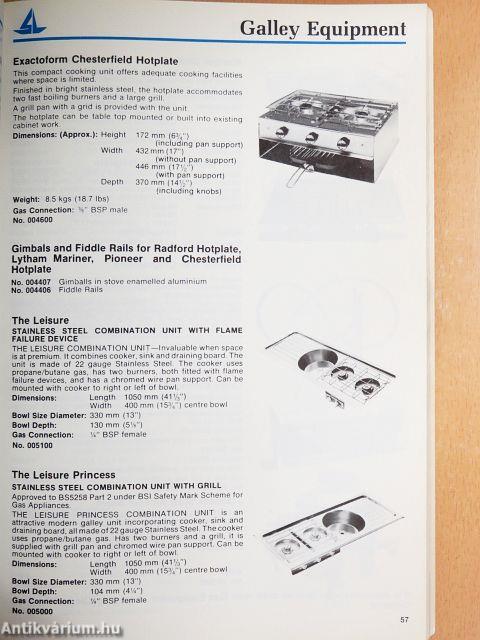 Galley Equipment
Exactoform Chesterfield Hotplate
This compact cooking unit offers adequate cooking facilities
where space is limited.
Finished in bright stainless steel, the hotplate accommodates
two fast boiling burners and a large grill.
A grill pan with a grid is provided with the unit.
The hotplate can be table top mounted or built into existing
cabinet work.
Dimensions: (Approx.): Height 172 mm (6¾")
(including pan support)
Width 432 mm (17")
(without pan support)
446 mm (17½")
(with pan support)
Depth 370 mm (14½")
(including knobs)
Weight: 8.5 kgs (18.7 lbs)
Gas Connection: BSP male
No. 004600
Gimbals and Fiddle Rails for Radford Hotplate,
Lytham Mariner, Pioneer and Chesterfield
Hotplate
No. 004407 Gimballs in stove enamelled aluminium
No. 004406 Fiddle Rails
The Leisure
STAINLESS STEEL COMBINATION UNIT WITH FLAME
FAILURE DEVICE
THE LEISURE COMBINATION UNIT—Invaluable when space
is at premium. It combines cooker, sink and draining board. The
unit is made of 22 gauge Stainless Steel. The cooker uses
propane/butane gas, has two burners, both fitted with flame
failure devices, and has a chromed wire pan support. Can be
mounted with cooker to right or left of bowl.
Dimensions: Length 1050 mm
Width 400 mm (15¾") centre bowl
Bowl Size Diameter: 330 mm (13")
Bowl Depth: 130 mm
Gas Connection: ¼" BSP female
No. 005100
The Leisure Princess
STAINLESS STEEL COMBINATION UNIT WITH GRILL
Approved to BS5258 Part 2 under BSI Safety Mark Scheme for
Gas Appliances.
THE LEISURE PRINCESS COMBINATION UNIT is an
attractive modern galley unit incorporating cooker, sink and
draining board, all made of 22 gauge Stainless Steel. The cooker
uses propane/butane gas. Has two burners and a grill, it is
supplied with grill pan and chromed wire pan support. Can be
mounted with cooker to right or left of bowl.
Dimensions: Length 1050 mm
Width 400 mm (15¾") centre bowl
Bowl Size Diameter: 330 mm (13")
Bowl Depth: 104 mm (4¼")
Gas Connection: BSP female
No. 005000
57
Antikvárium.hu